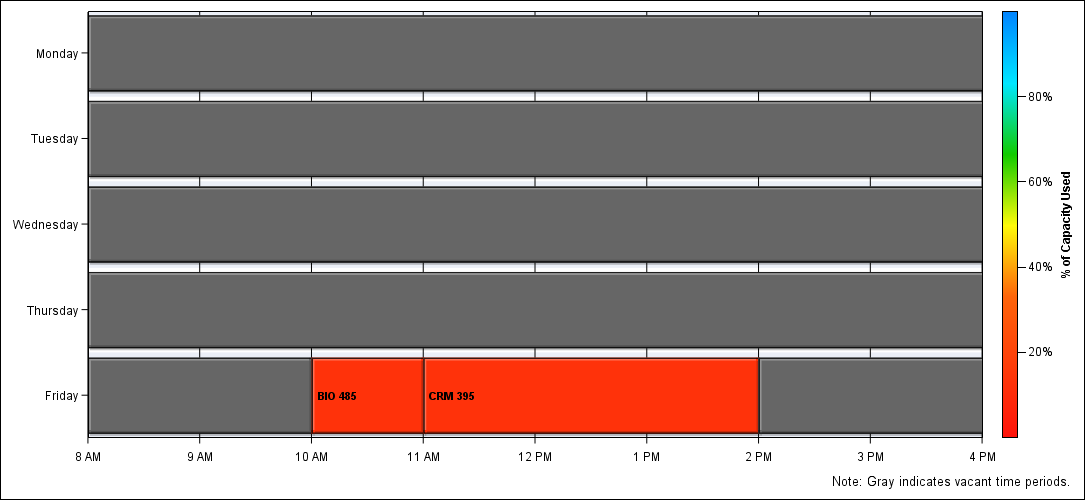 Monday
Tuesday
Wednesday
Thursday
Friday
BIO 485
CRM 395
8 AM
9 AM
10 AM
11 AM
12 PM
1 PM
2 PM
3 PM
4 PM
80%
60%
40%
20%
% of Capacity Used
Note: Gray indicates vacant time periods.